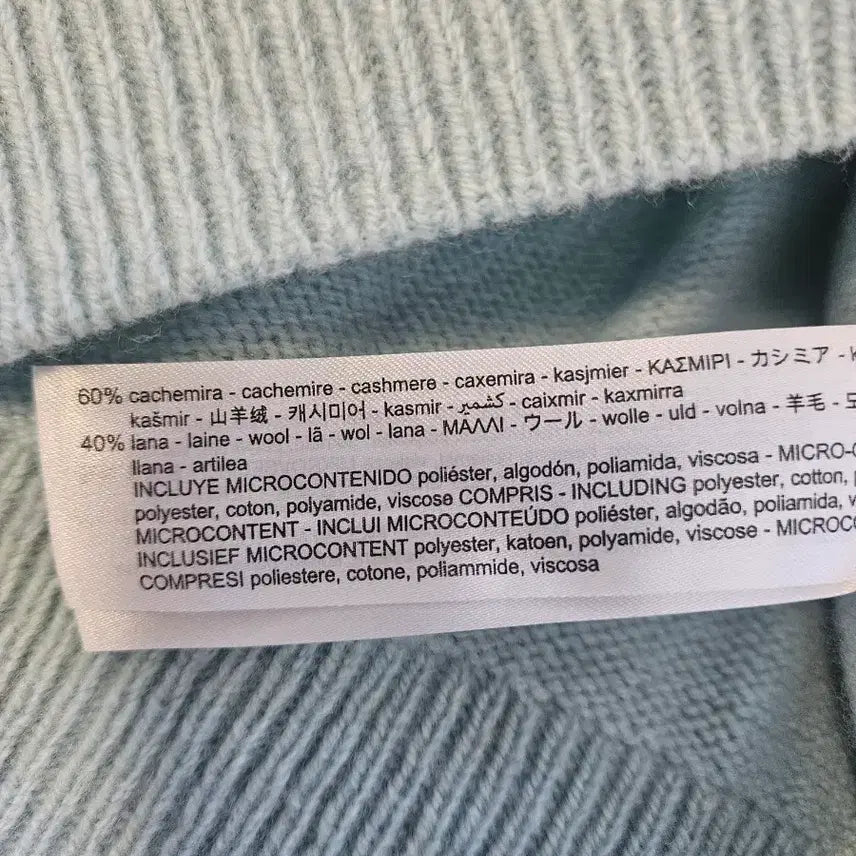 60% cachemira - cachemire - cashmere - caxemira - kasjmier - ΚΑΣΜΙΡΙ - カシミア -
kašmir - 山羊绒 - 캐시미어 - kasmir - كشمير - caixmir - kaxmirra
40% lana - laine - wool - lã - wol - lana - ΜΑΛΛΙ - ウール - wolle - uld - volna - 羊毛 -
llana - artilea
INCLUYE MICROCONTENIDO poliéster, algodón, poliamida, viscosa - MICRO-
polyester, coton, polyamide, viscose COMPRIS - INCLUDING polyester, cotton,
MICROCONTENT - INCLUI MICROCONTEÚDO poliéster, algodão, poliamida,
INCLUSIEF MICROCONTENT polyester, katoen, polyamide, viscose -
COMPRESI poliestere, cotone, poliammide, viscosa